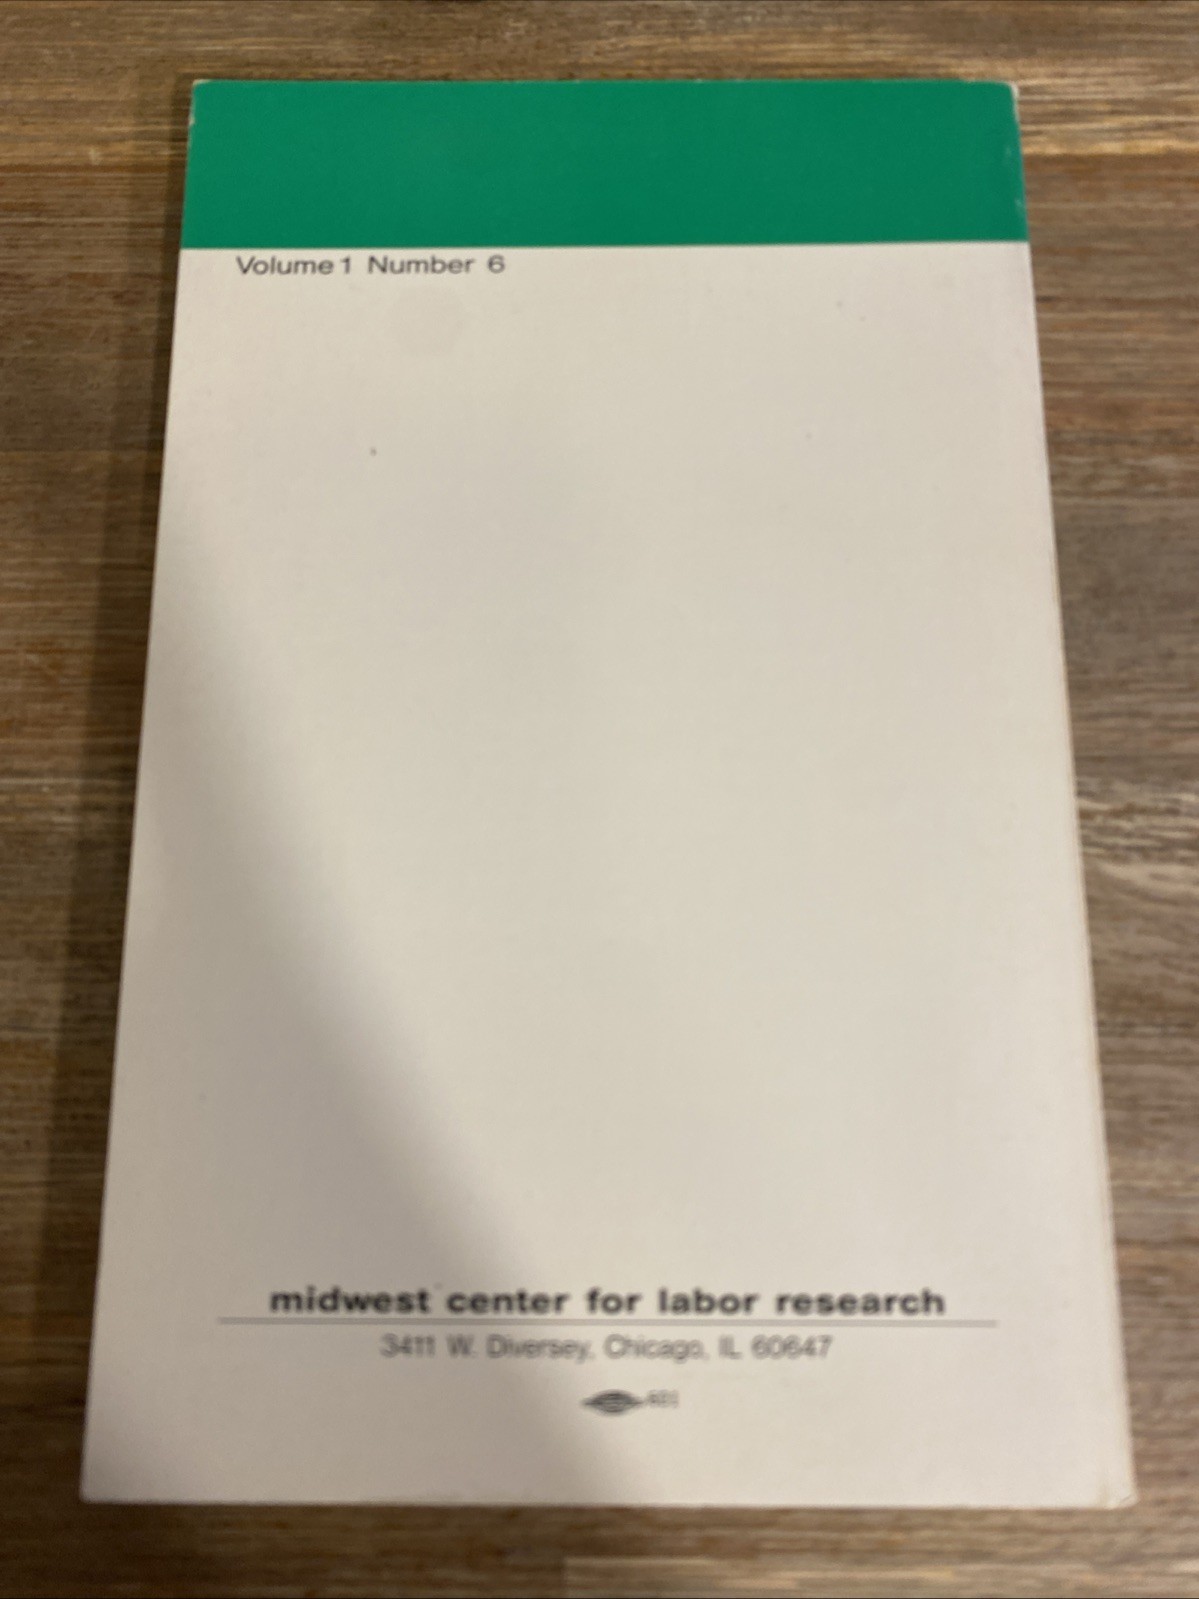 Volume 1 Number 6
midwest center for labor research
3411 W. Diversey, Chicago, IL 60647